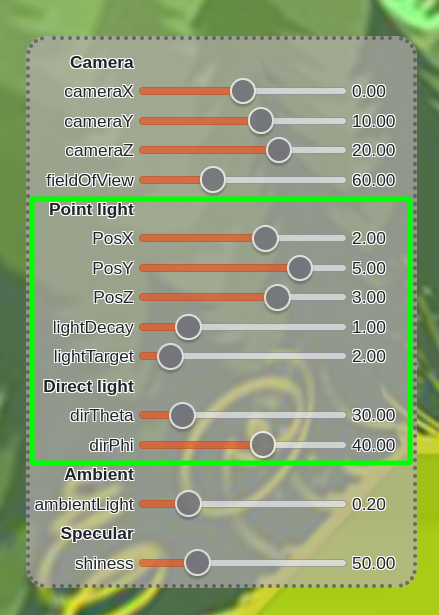 Camera
cameraX 0.00
cameraY 10.00
cameraZ 20.00
fieldOfView 60.00
Point light
PosX 2.00
PosY 5.00
PosZ 3.00
lightDecay 1.00
lightTarget 2.00
Direct light
dirTheta 30.00
dirPhi 40.00
Ambient
ambientLight 0.20
Specular
shiness 50.00